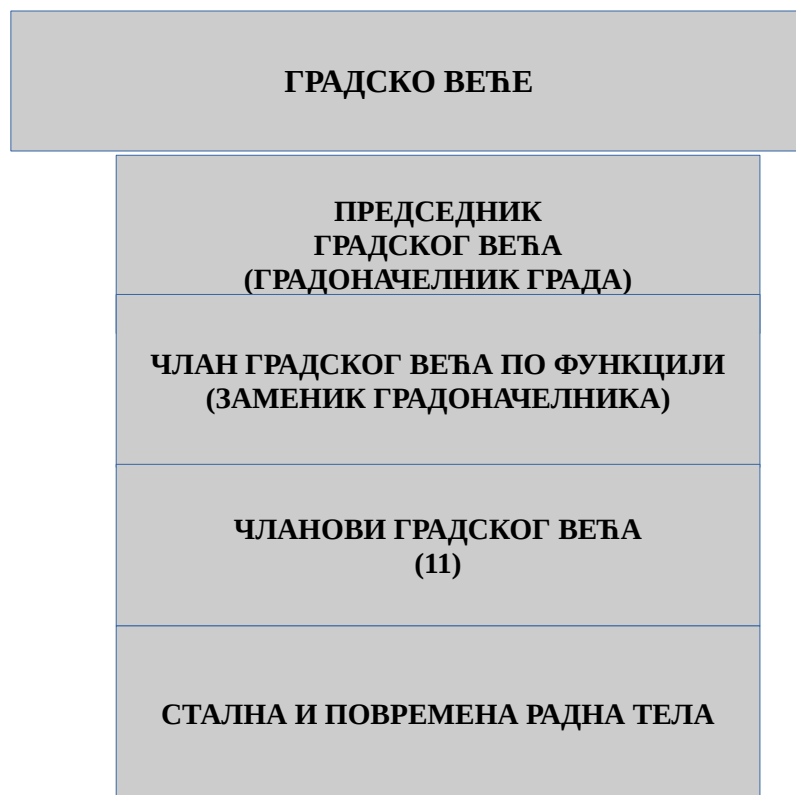 ГРАДСКО ВЕЋЕ
ПРЕДСЕДНИК
ГРАДСКОГ ВЕЋА
(ГРАДОНАЧЕЛНИК ГРАДА)
ЧЛАН ГРАДСКОГ ВЕЋА ПО ФУНКЦИЈИ
(ЗАМЕНИК ГРАДОНАЧЕЛНИКА)
ЧЛАНОВИ ГРАДСКОГ ВЕЋА
(11)
СТАЛНА И ПОВРЕМЕНА РАДНА ТЕЛА